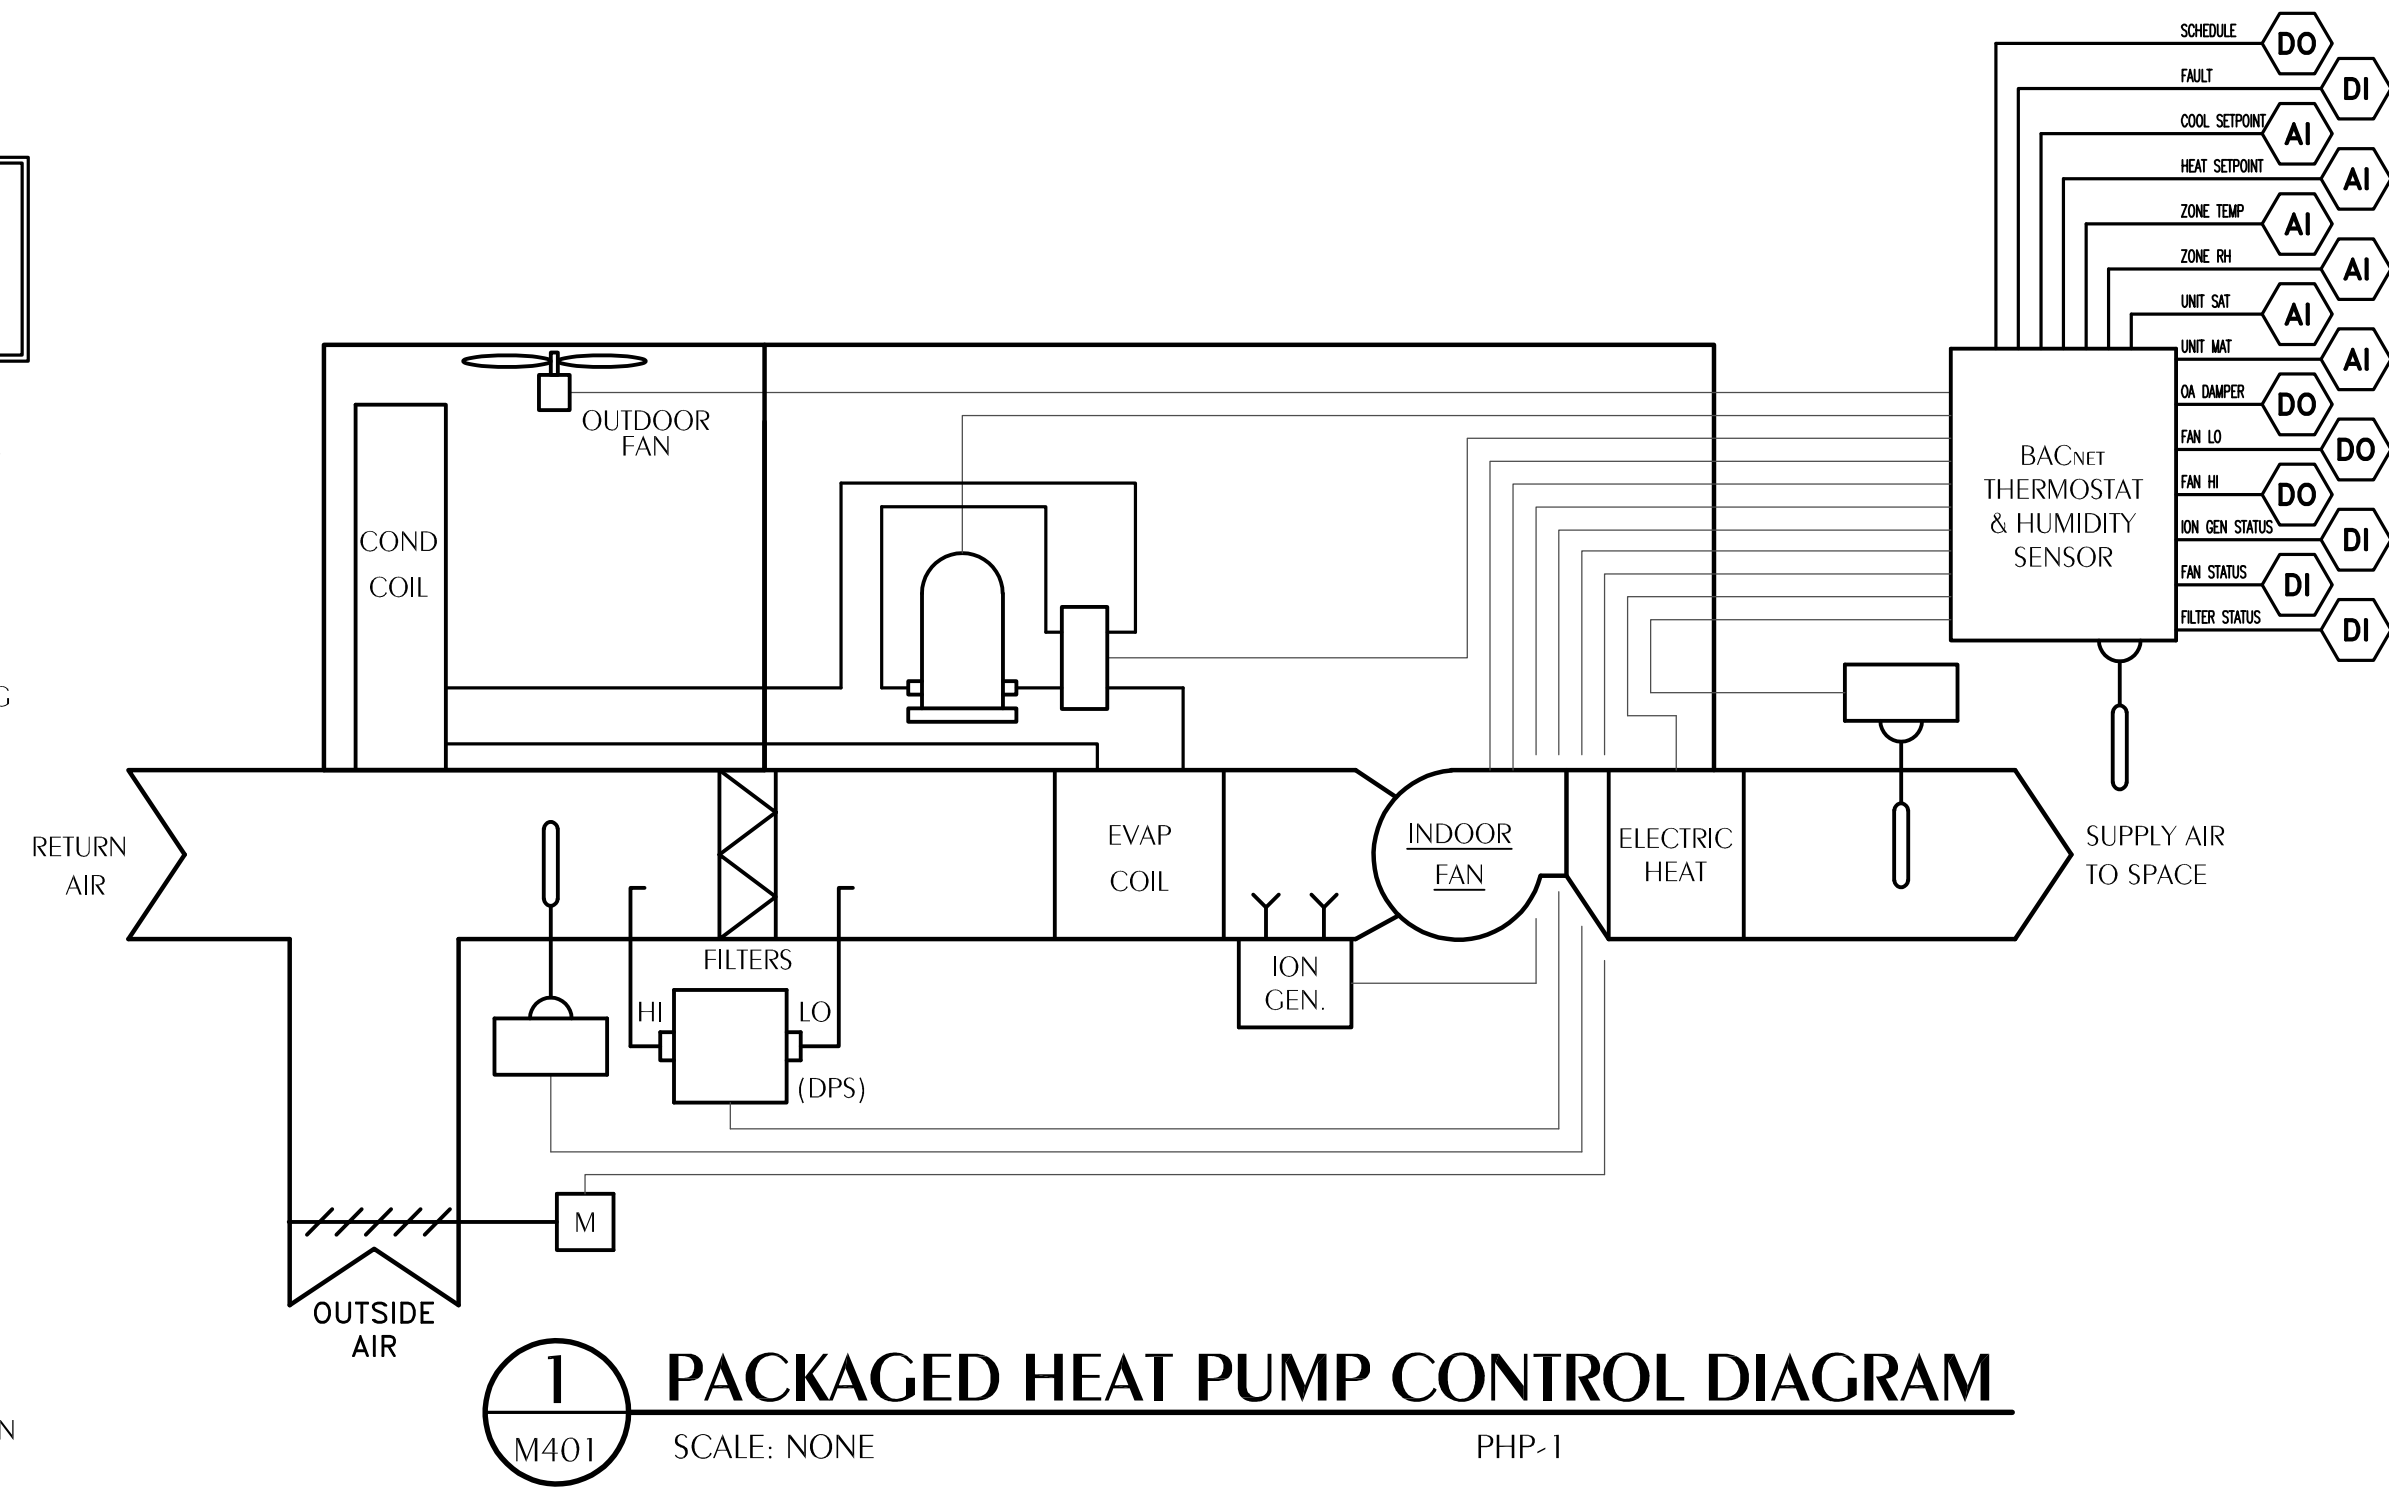 SCHEDULE
DO
FAULT
DI
COOL SETPOINT
AI
HEAT SETPOINT
AI
ZONE TEMP
AI
ZONE RH
AI
UNIT SAT
AI
UNIT MAT
AI
OA DAMPER
DO
FAN LO
DO
FAN HI
DO
ION GEN STATUS
DI
FAN STATUS
DI
FILTER STATUS
DI
BACNET
THERMOSTAT
& HUMIDITY
SENSOR
OUTDOOR
FAN
COND
COIL
G
RETURN
AIR
EVAP
COIL
INDOOR
FAN
ELECTRIC
HEAT
SUPPLY AIR
TO SPACE
FILTERS
HI
LO
(DPS)
ION
GEN.
M
OUTSIDE
AIR
N
1
M401
PACKAGED HEAT PUMP CONTROL DIAGRAM
SCALE: NONE
PHP-1